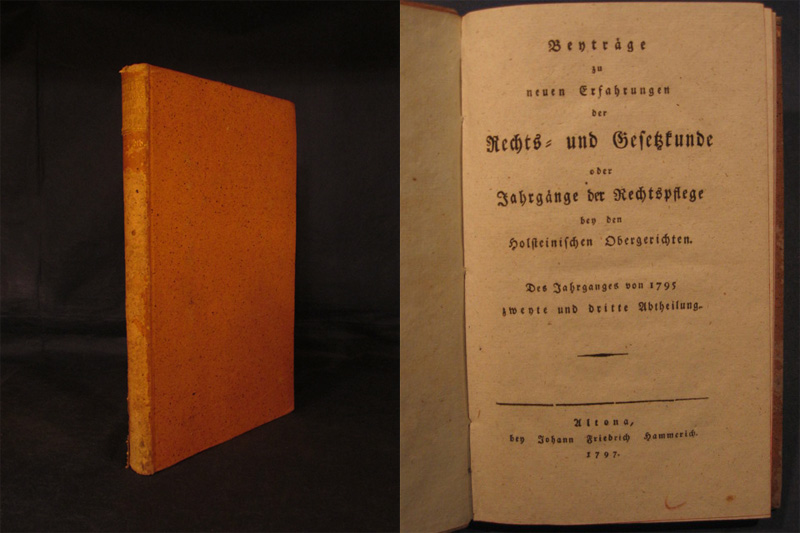 Beyträge
zu
neuen Erfahrungen
der
Rechts- und Gesetzkunde
oder
Jahrgänge der Rechtspflege
bey den
Holsteinischen Obergerichten.
Des Jahrganges von 1795
zweyte und dritte Abtheilung.
Altona,
bey Johann Friedrich Hammerich.
1797.